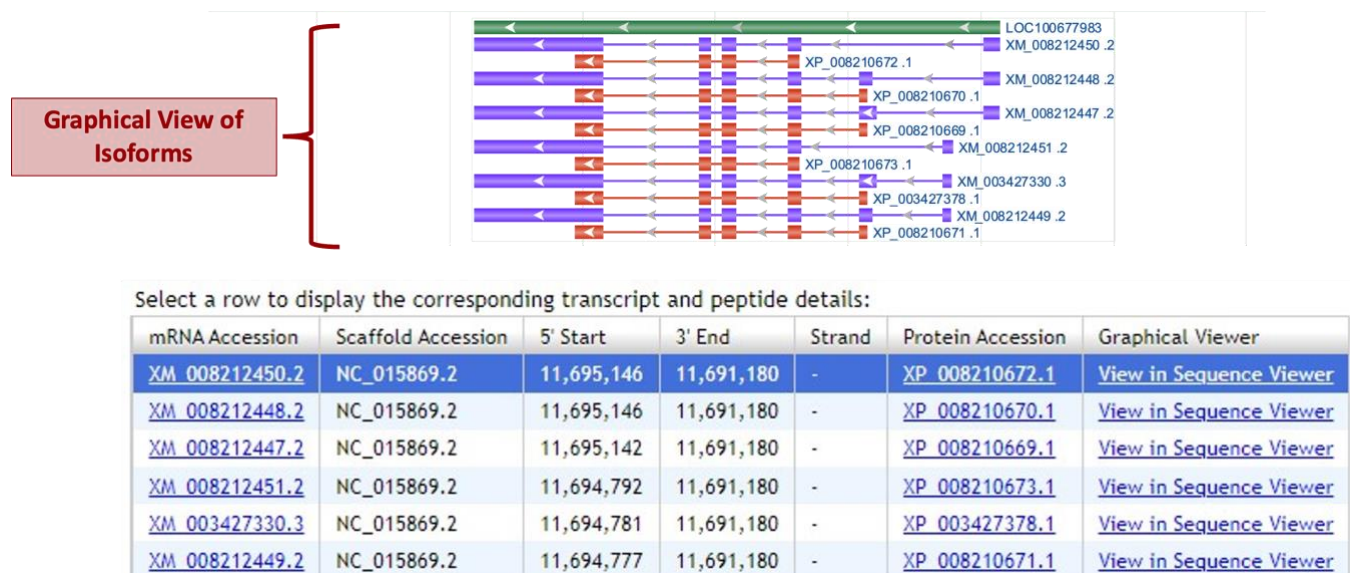 LOC100677983
XM_008212450 .2
XP_008210672 .1
XM_008212448 .2
XP_008210670 .1
Graphical View of
Isoforms
XM_008212447 .2
XP_008210669 .1
XM_008212451 .2
XP_008210673 .1
XM_003427330 .3
XP_003427378 .1
XM_008212449 .2
XP_008210671 .1
Select a row to display the corresponding transcript and peptide details:
mRNA Accession Scaffold Accession 5' Start 3' End Strand Protein Accession Graphical Viewer
XM_008212450.2 NC_015869.2 11,695,146 11,691,180 - XP_008210672.1 View in Sequence Viewer
XM_008212448.2 NC_015869.2 11,695,146 11,691,180 - XP_008210670.1 View in Sequence Viewer
XM_008212447.2 NC_015869.2 11,695,142 11,691,180 - XP_008210669.1 View in Sequence Viewer
XM_008212451.2 NC_015869.2 11,694,792 11,691,180 - XP_008210673.1 View in Sequence Viewer
XM_003427330.3 NC_015869.2 11,694,781 11,691,180 - XP_003427378.1 View in Sequence Viewer
XM_008212449.2 NC_015869.2 11,694,777 11,691,180 - XP_008210671.1 View in Sequence Viewer